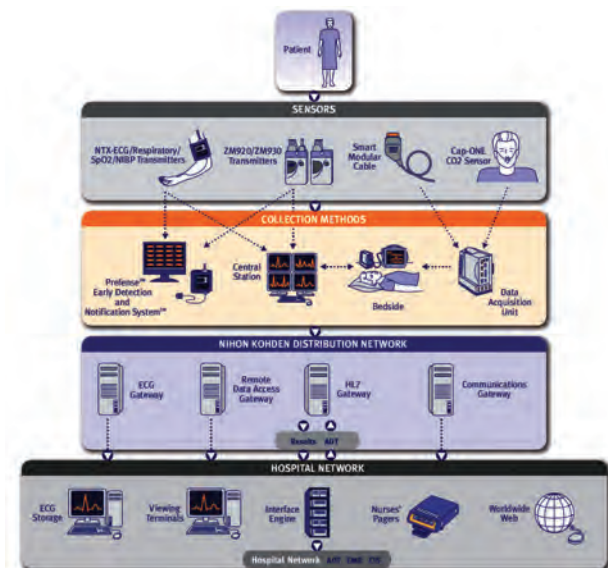 Patient
SENSORS
NTX-ECG/Respiratory/
SpO2/NIBP Transmitters
ZM920/ZM930
Transmitters
Smart
Modular
Cable
Cap-ONE
CO2 Sensor
COLLECTION METHODS
Prefense℠
Early Detection
and
Notification System℠
Central
Station
Bedside
Data
Acquisition
Unit
NIHON KOHDEN DISTRIBUTION NETWORK
ECG
Gateway
Remote
Data Access
Gateway
HL7
Gateway
Communications
Gateway
Results ADT
HOSPITAL NETWORK
ECG
Storage
Viewing
Terminals
Interface
Engine
Nurses'
Pagers
Worldwide
Web
Hospital Network ADT